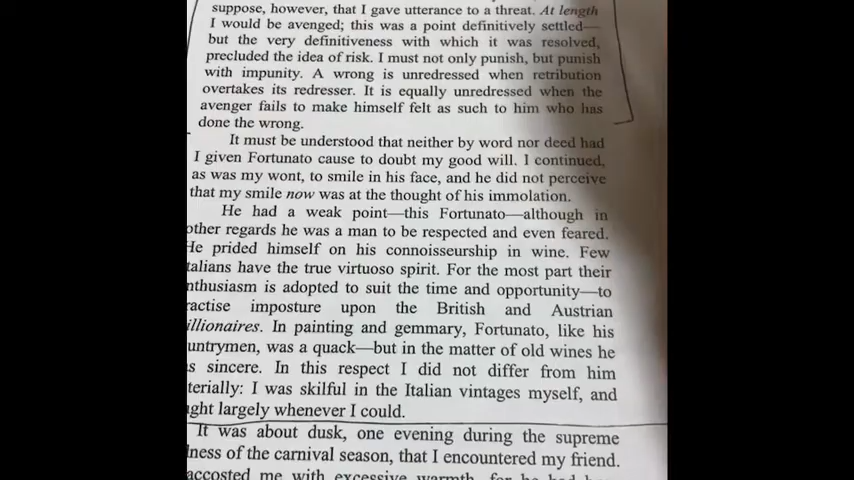 suppose, however, that I gave utterance to a threat. At length
I would be avenged; this was a point definitively settled—
but the very definitiveness with which it was resolved,
precluded the idea of risk. I must not only punish, but punish
with impunity. A wrong is unredressed when retribution
overtakes its redresser. It is equally unredressed when the
avenger fails to make himself felt as such to him who has
done the wrong.
It must be understood that neither by word nor deed had
I given Fortunato cause to doubt my good will. I continued,
as was my wont, to smile in his face, and he did not perceive
that my smile now was at the thought of his immolation.
He had a weak point—this Fortunato—although in
other regards he was a man to be respected and even feared.
He prided himself on his connoisseurship in wine. Few
talians have the true virtuoso spirit. For the most part their
nthusiasm is adopted to suit the time and opportunity—to
ractise imposture upon the British and Austrian
illionaires. In painting and gemmary, Fortunato, like his
untrymen, was a quack—but in the matter of old wines he
s sincere. In this respect I did not differ from him
terially: I was skilful in the Italian vintages myself, and
ght largely whenever I could.
It was about dusk, one evening during the supreme
dness of the carnival season, that I encountered my friend.
accosted me with excessive warmth, for he had